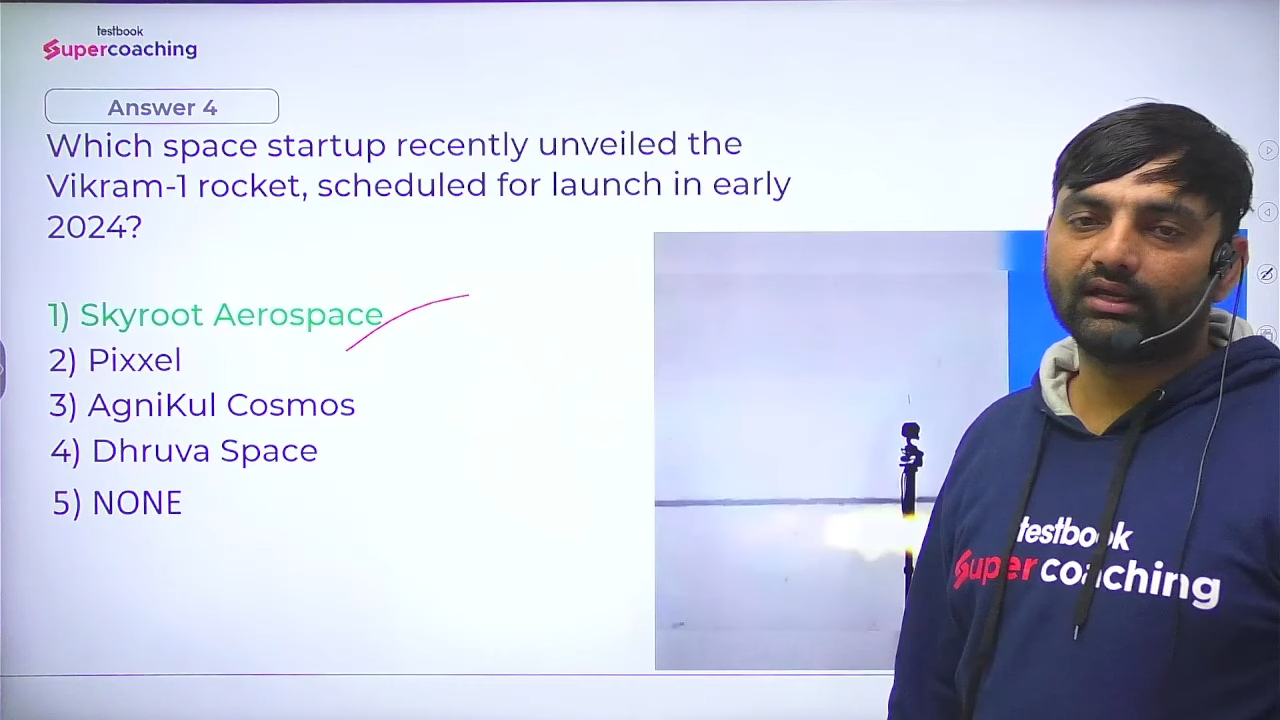 testbook
Supercoaching
Answer 4
Which space startup recently unveiled the
Vikram-1 rocket, scheduled for launch in early
2024?
1) Skyroot Aerospace
2) Pixxel
3) AgniKul Cosmos
4) Dhruva Space
5) NONE
testbook
Supercoaching